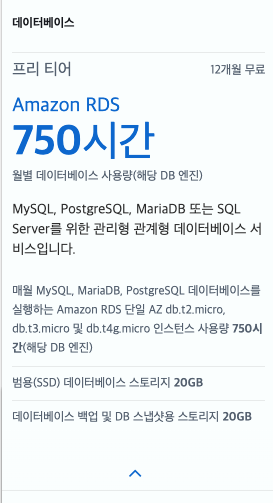 데이터베이스
프리 티어
12개월 무료
Amazon RDS
750시간
월별 데이터베이스 사용량(해당 DB 엔진)
MySQL, PostgreSQL, MariaDB 또는 SQL
Server를 위한 관리형 관계형 데이터베이스 서
비스입니다.
매월 MySQL, MariaDB, PostgreSQL 데이터베이스를
실행하는 Amazon RDS 단일 AZ db.t2.micro,
db.t3.micro 및 db.t4g.micro 인스턴스 사용량 750시
간(해당 DB 엔진)
범용(SSD) 데이터베이스 스토리지 20GB
데이터베이스 백업 및 DB 스냅샷용 스토리지 20GB